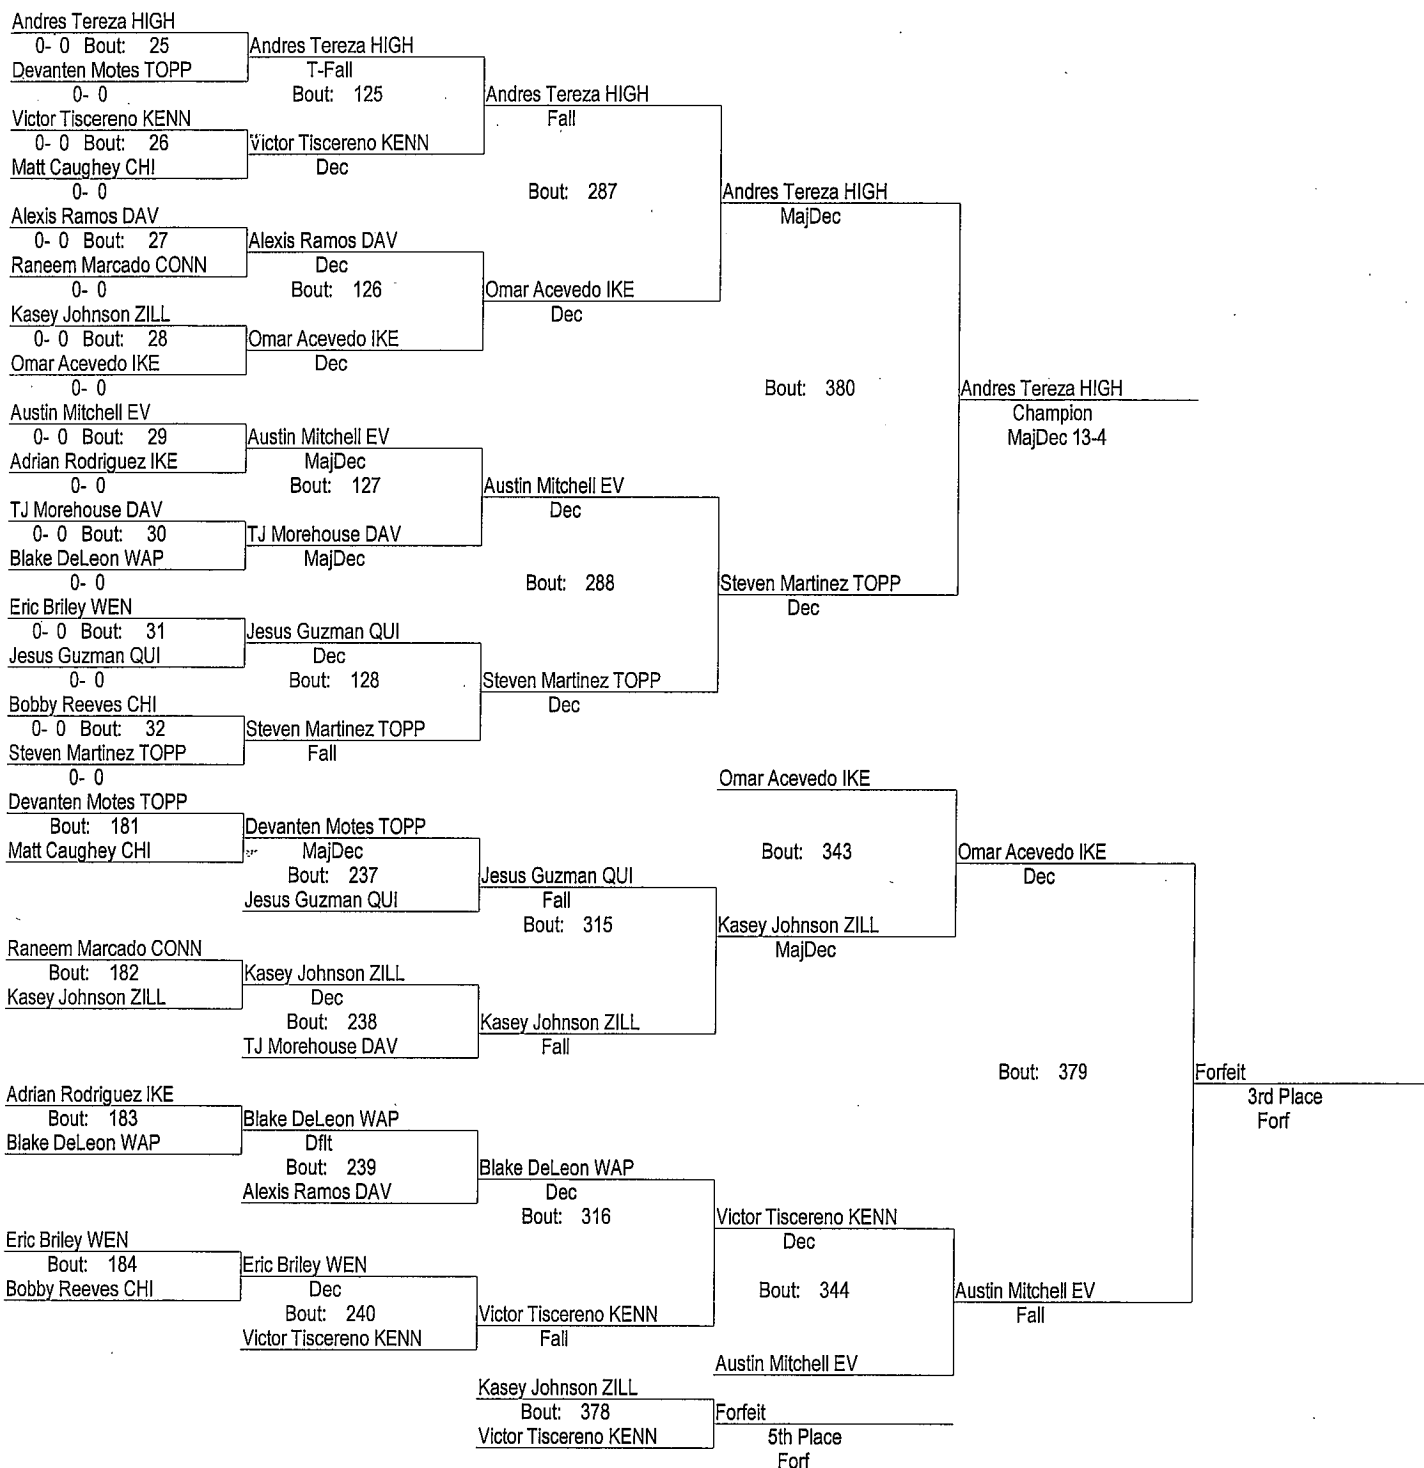 Andres Tereza HIGH
0- 0 Bout: 25
Devanten Motes TOPP
0- 0
Victor Tiscereno KENN
0- 0 Bout: 26
Matt Caughey CHI
0- 0
Alexis Ramos DAV
0- 0 Bout: 27
Raneem Marcado CONN
0- 0
Kasey Johnson ZILL
0- 0 Bout: 28
Omar Acevedo IKE
0- 0
Austin Mitchell EV
0- 0 Bout: 29
Adrian Rodriguez IKE
0- 0
TJ Morehouse DAV
0- 0 Bout: 30
Blake DeLeon WAP
0- 0
Eric Briley WEN
0- 0 Bout: 31
Jesus Guzman QUI
0- 0
Bobby Reeves CHI
0- 0 Bout: 32
Steven Martinez TOPP
0- 0
Andres Tereza HIGH
T-Fall
Bout: 125
Victor Tiscereno KENN
Dec
Alexis Ramos DAV
Dec
Bout: 126
Omar Acevedo IKE
Dec
Austin Mitchell EV
MajDec
Bout: 127
TJ Morehouse DAV
MajDec
Jesus Guzman QUI
Dec
Bout: 128
Steven Martinez TOPP
Fall
Andres Tereza HIGH
Fall
Bout: 287
Omar Acevedo IKE
Dec
Austin Mitchell EV
Dec
Bout: 288
Steven Martinez TOPP
Dec
Andres Tereza HIGH
MajDec
Bout: 380
Steven Martinez TOPP
Dec
Andres Tereza HIGH
Champion
MajDec 13-4
Devanten Motes TOPP
Bout: 181
Matt Caughey CHI
Raneem Marcado CONN
Bout: 182
Kasey Johnson ZILL
Adrian Rodriguez IKE
Bout: 183
Blake DeLeon WAP
Eric Briley WEN
Bout: 184
Bobby Reeves CHI
Devanten Motes TOPP
MajDec
Bout: 237
Jesus Guzman QUI
Kasey Johnson ZILL
Dec
Bout: 238
TJ Morehouse DAV
Blake DeLeon WAP
Dflt
Bout: 239
Alexis Ramos DAV
Eric Briley WEN
Dec
Bout: 240
Victor Tiscereno KENN
Jesus Guzman QUI
Fall
Bout: 315
Kasey Johnson ZILL
Fall
Blake DeLeon WAP
Dec
Bout: 316
Victor Tiscereno KENN
Fall
Omar Acevedo IKE
Bout: 343
Kasey Johnson ZILL
MajDec
Victor Tiscereno KENN
Dec
Bout: 344
Austin Mitchell EV
Omar Acevedo IKE
Dec
Bout: 379
Austin Mitchell EV
Fall
Forfeit
3rd Place
Forf
Kasey Johnson ZILL
Bout: 378
Victor Tiscereno KENN
Forfeit
5th Place
Forf